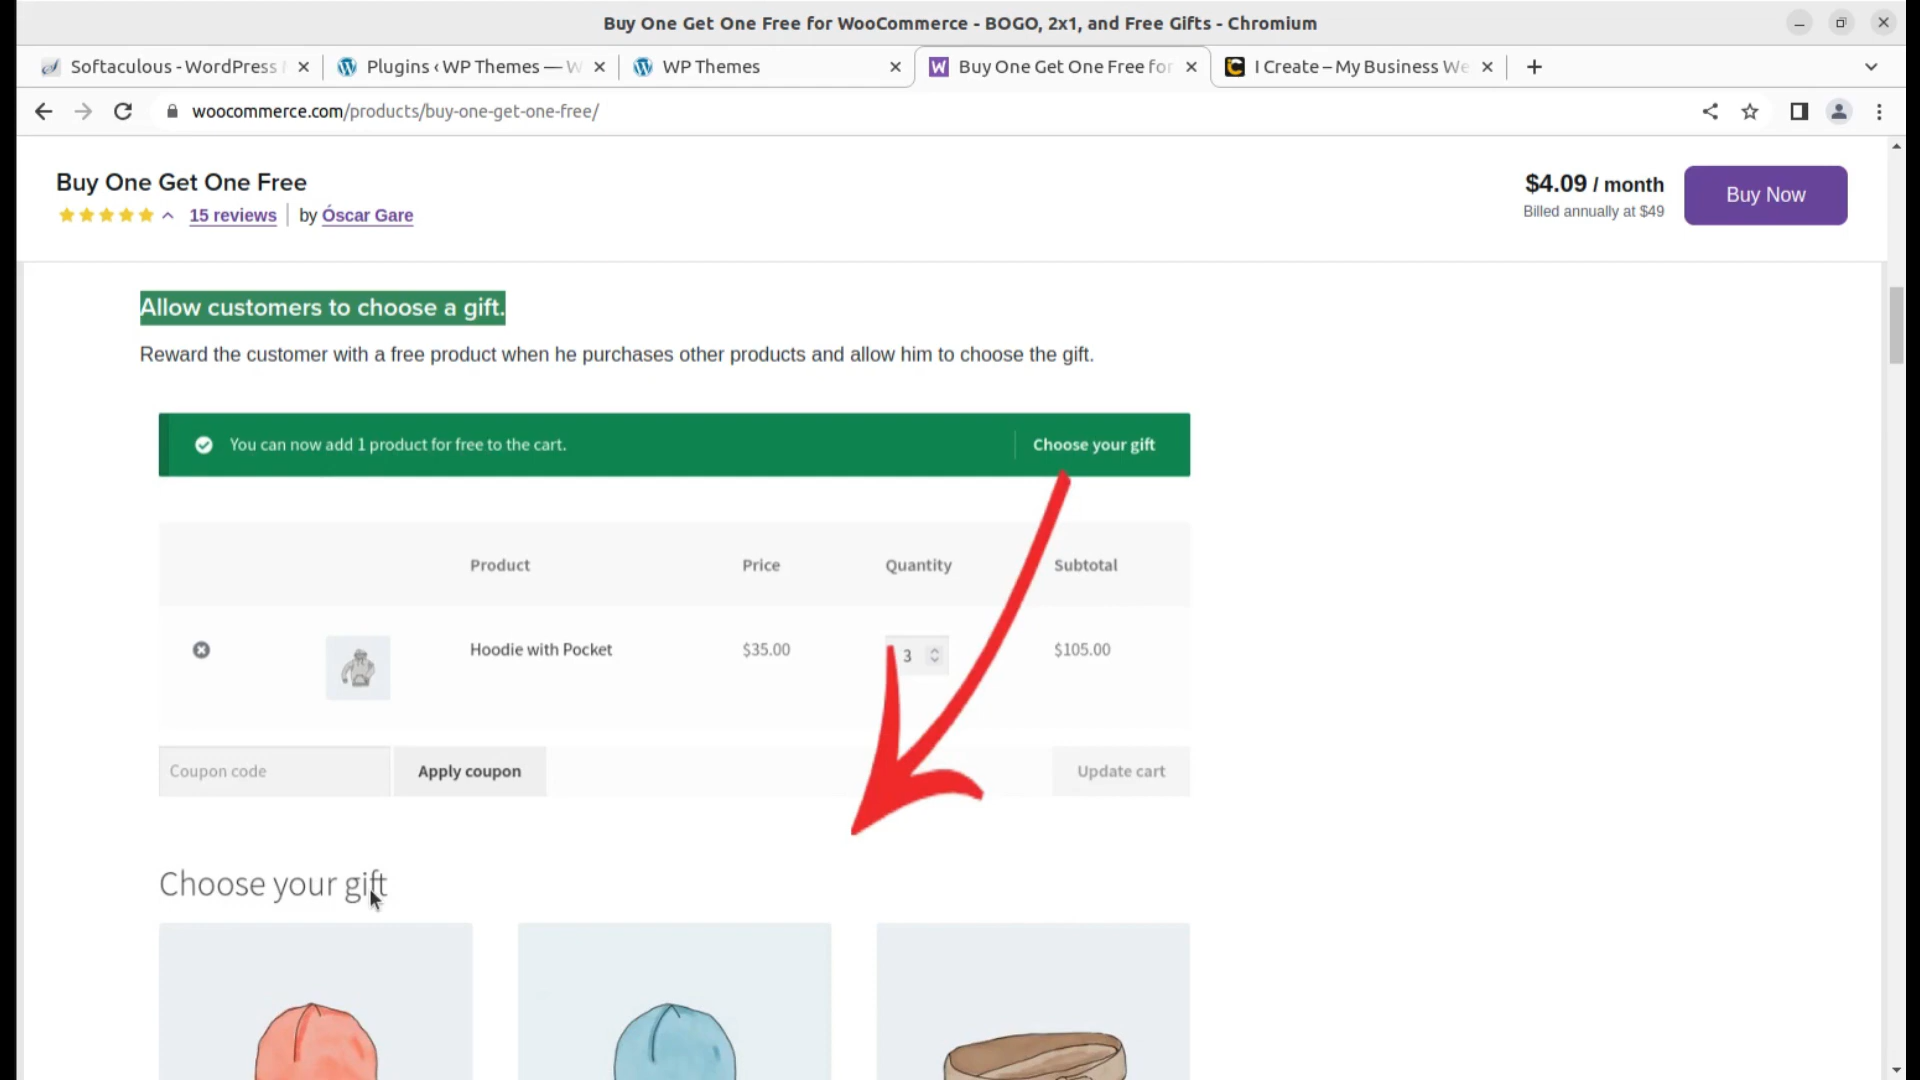 Buy One Get One Free for WooCommerce - BOGO, 2x1, and Free Gifts - Chromium
Softaculous - WordPress
Plugins ‹ WP Themes — W
WP Themes
Buy One Get One Free for
I Create – My Business We
woocommerce.com/products/buy-one-get-one-free/
Buy One Get One Free
15 reviews
by Óscar Gare
$4.09 / month
Billed annually at $49
Buy Now
Allow customers to choose a gift.
Reward the customer with a free product when he purchases other products and allow him to choose the gift.
You can now add 1 product for free to the cart.
Choose your gift
Product Price Quantity Subtotal
Hoodie with Pocket $35.00 3 $105.00
Coupon code
Apply coupon
Update cart
Choose your gift